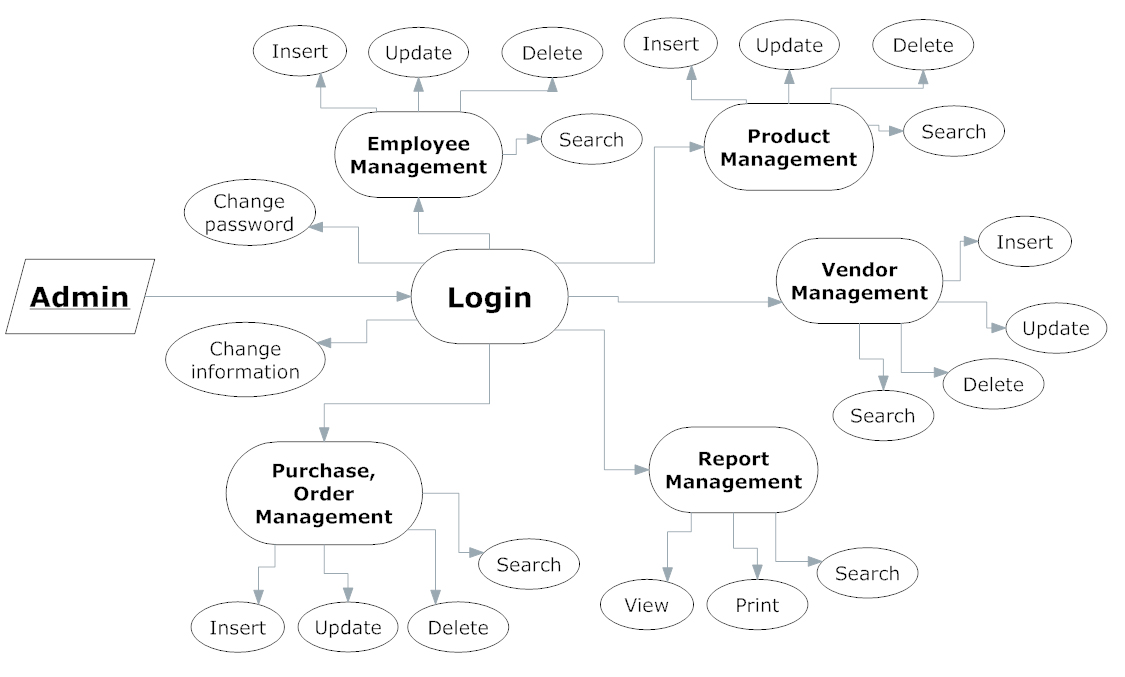 Insert
Update
Delete
Search
Employee
Management
Insert
Update
Delete
Search
Product
Management
Change
password
Admin
Login
Change
information
Vendor
Management
Insert
Update
Delete
Search
Purchase,
Order
Management
Search
Insert
Update
Delete
Report
Management
View
Print
Search